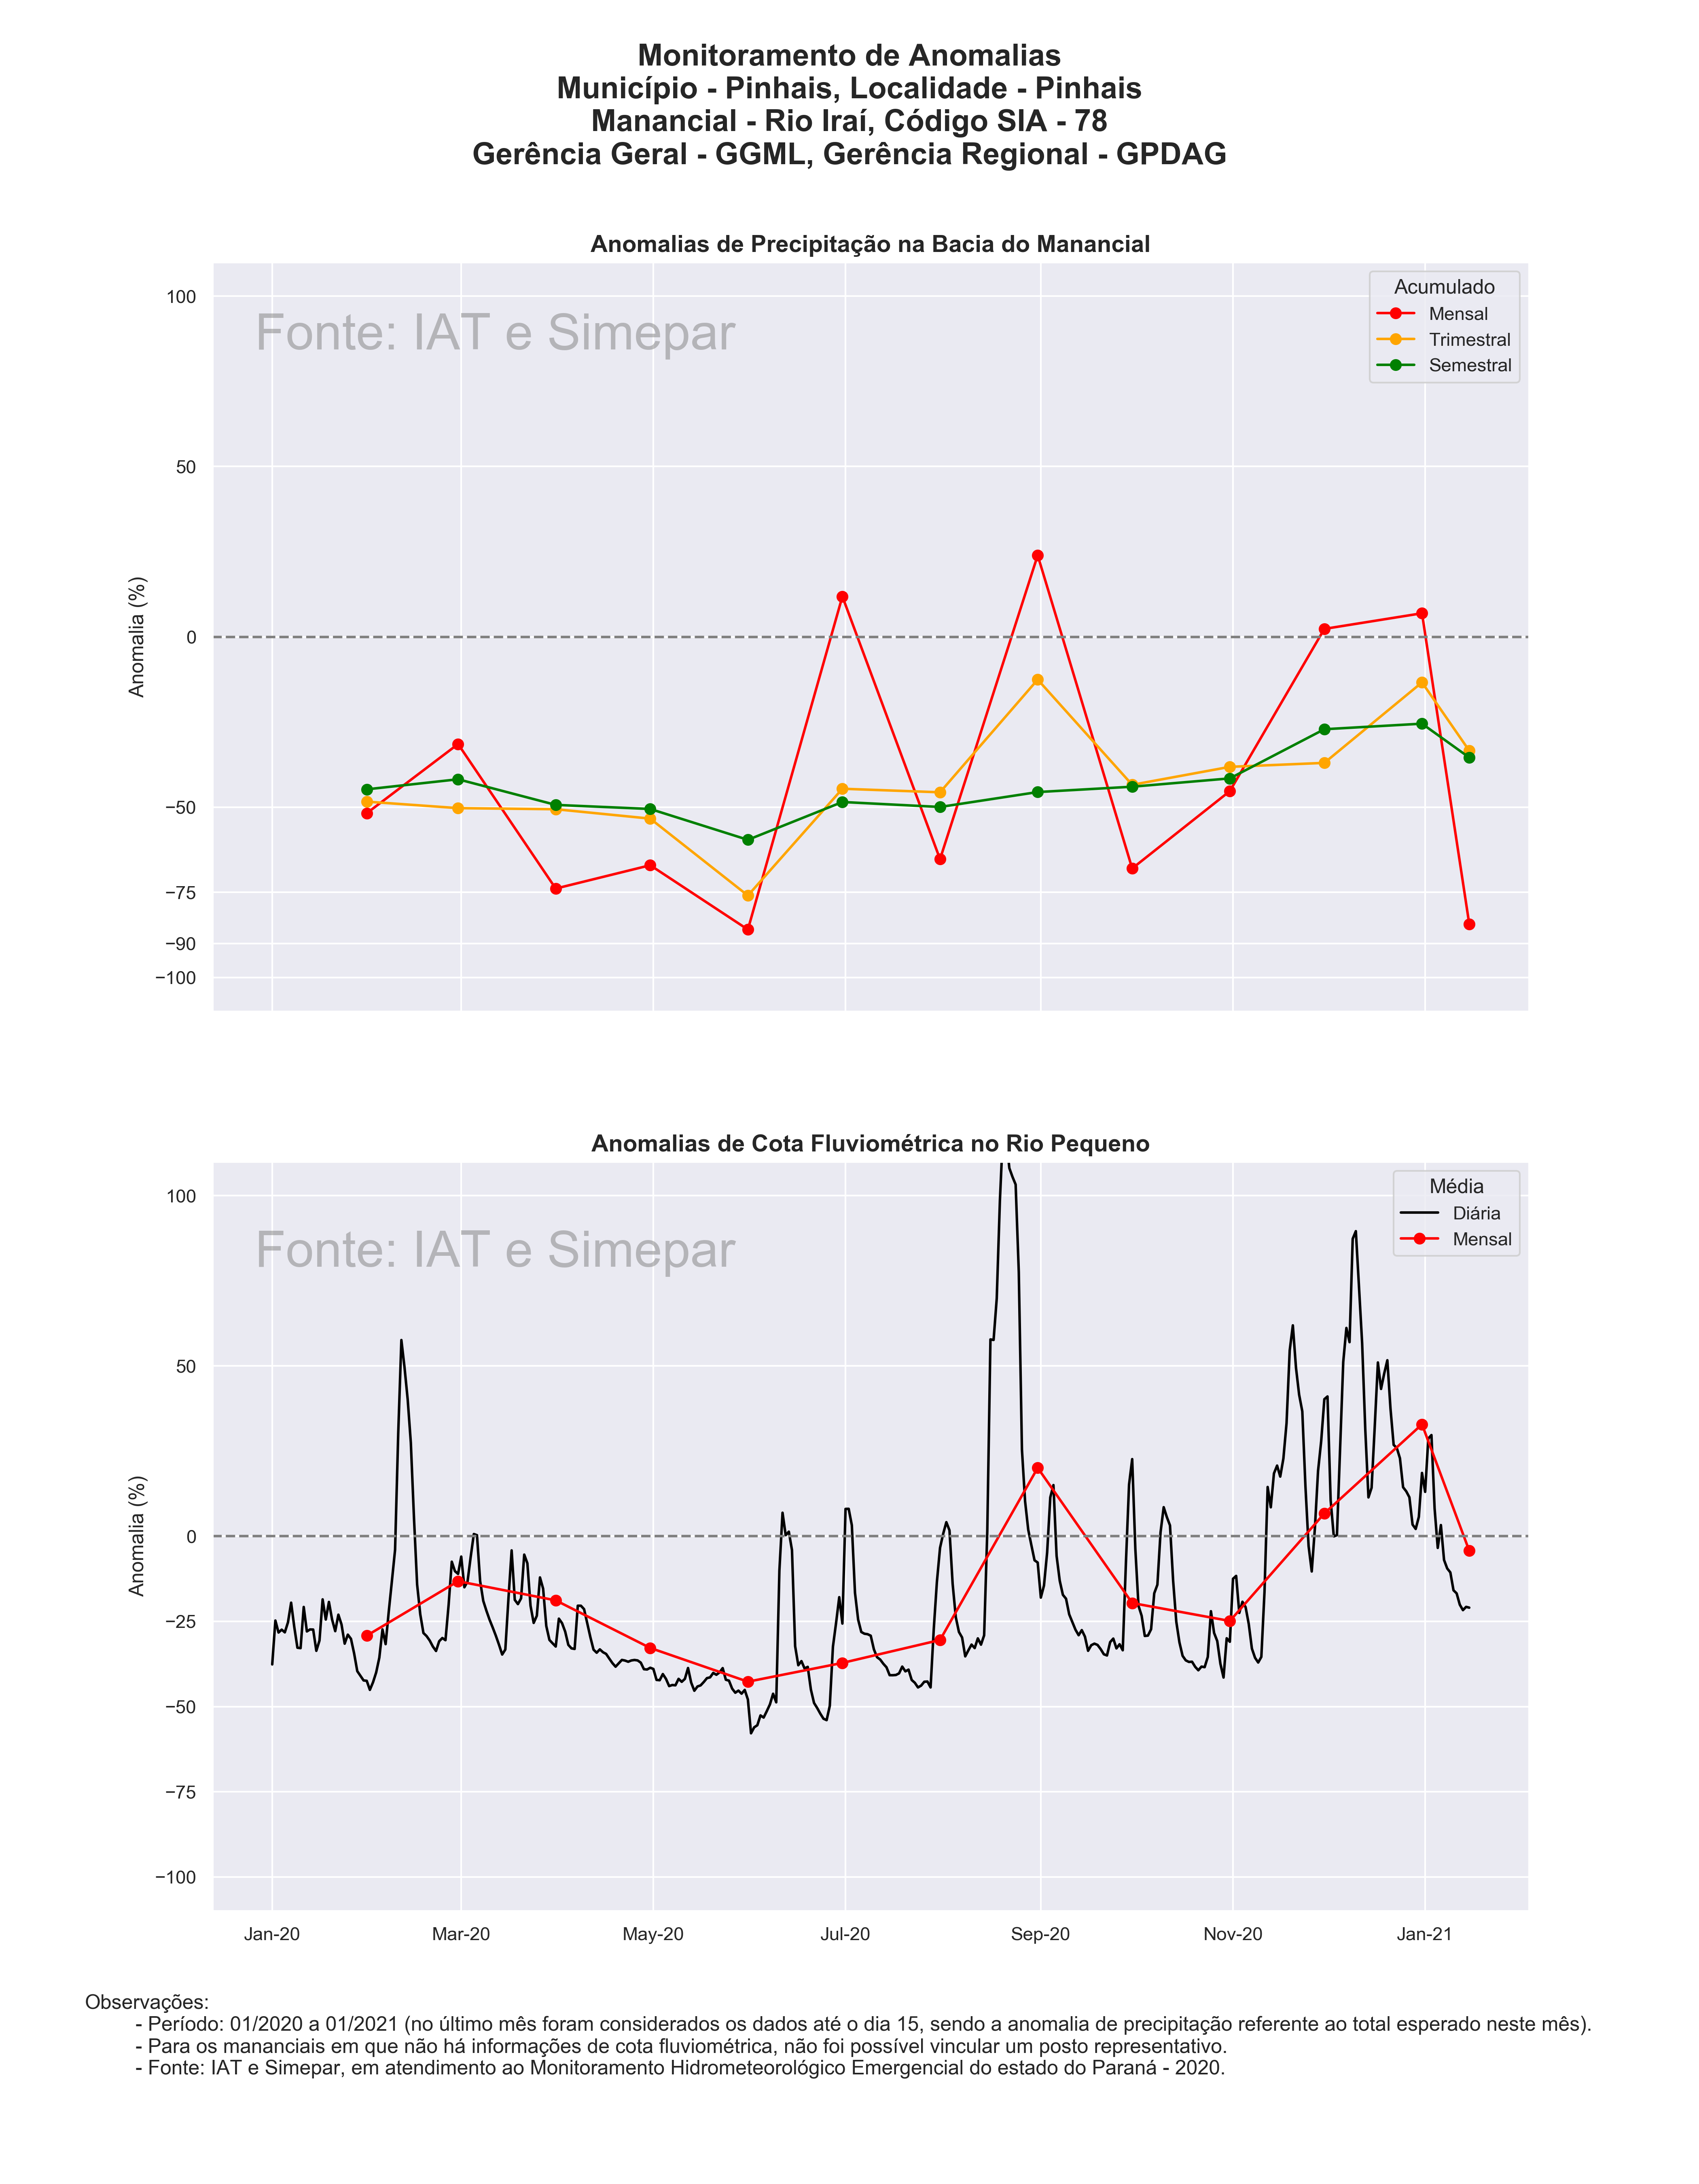 Monitoramento de Anomalias
Município - Pinhais, Localidade - Pinhais
Manancial - Rio Iraí, Código SIA - 78
Gerência Geral - GGML, Gerência Regional - GPDAG
Anomalias de Precipitação na Bacia do Manancial
Fonte: IAT e Simepar
Acumulado
Mensal
Trimestral
Semestral
Anomalia (%)
100
50
0
−50
−75
−90
−100
Anomalias de Cota Fluviométrica no Rio Pequeno
Fonte: IAT e Simepar
Média
Diária
Mensal
Anomalia (%)
100
50
0
−25
−50
−75
−100
Jan-20 Mar-20 May-20 Jul-20 Sep-20 Nov-20 Jan-21
Observações:
- Período: 01/2020 a 01/2021 (no último mês foram considerados os dados até o dia 15, sendo a anomalia de precipitação referente ao total esperado neste mês).
- Para os mananciais em que não há informações de cota fluviométrica, não foi possível vincular um posto representativo.
- Fonte: IAT e Simepar, em atendimento ao Monitoramento Hidrometeorológico Emergencial do estado do Paraná - 2020.